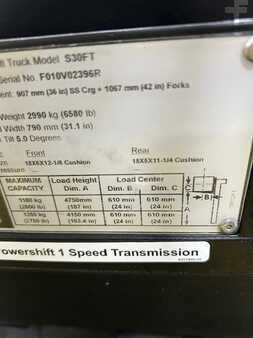 ft Truck Model S30FT
Serial No. F010V02396R
ent: 907 mm (36 in) SS Crg + 1067 mm (42 in) Forks
Weight 2990 kg (6580 lb)
d Width 790 mm (31.1 in)
Tilt 5.0 Degrees
Front Rear
18X6X12-1/8 Cushion 15X5X11-1/4 Cushion
MAXIMUM CAPACITY Load Height Dim. A Load Center Dim. B Dim. C
1180 kg 4750mm 610 mm 610 mm
(2600 lb) (187 in) (24 in) (24 in)
1250 kg 4150 mm 610 mm 610 mm
(2750 lb) (163.4 in) (24 in) (24 in)
C
B
A
owershift 1 Speed Transmission